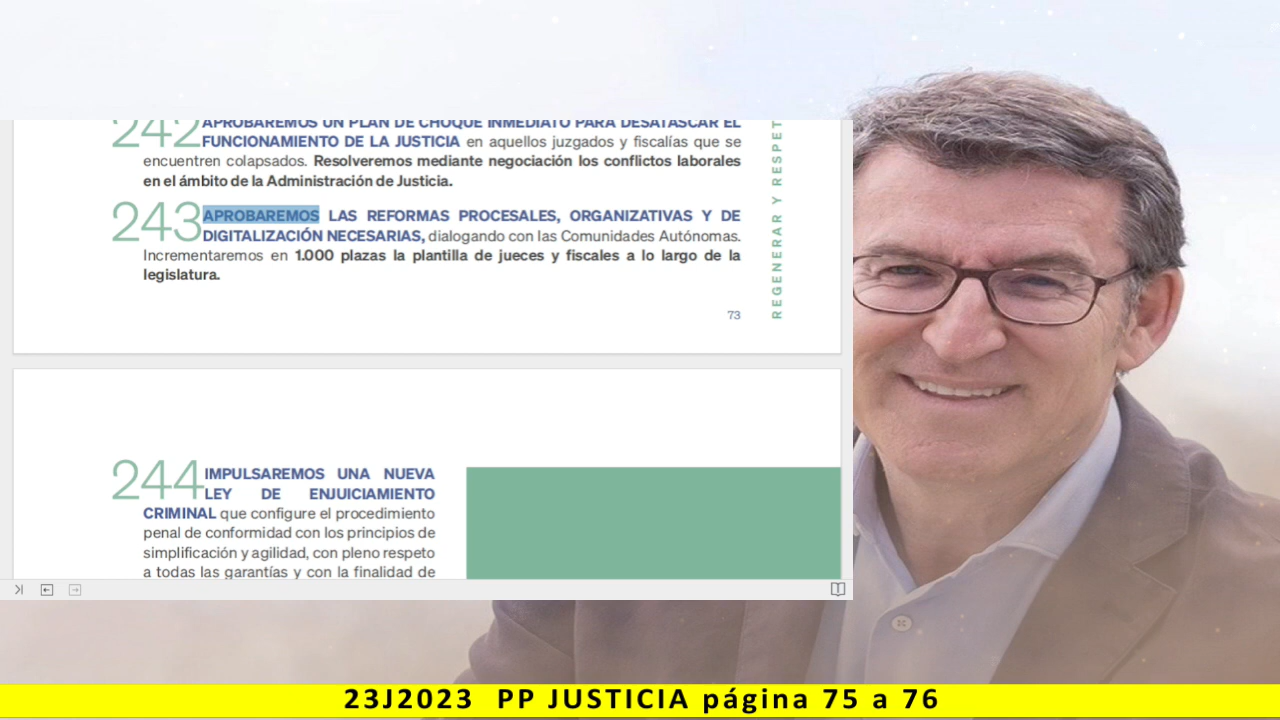 242 APROBAREMOS UN PLAN DE CHOQUE INMEDIATO PARA DESATASCAR EL
FUNCIONAMIENTO DE LA JUSTICIA en aquellos juzgados y fiscalías que se
encuentren colapsados. Resolveremos mediante negociación los conflictos laborales
en el ámbito de la Administración de Justicia.
243 APROBAREMOS LAS REFORMAS PROCESALES, ORGANIZATIVAS Y DE
DIGITALIZACIÓN NECESARIAS, dialogando con las Comunidades Autónomas.
Incrementaremos en 1.000 plazas la plantilla de jueces y fiscales a lo largo de la
legislatura.
73
REGENERAR Y RESPET
244 IMPULSAREMOS UNA NUEVA
LEY DE ENJUICIAMIENTO
CRIMINAL que configure el procedimiento
penal de conformidad con los principios de
simplificación y agilidad, con pleno respeto
a todas las garantías y con la finalidad de
23J2023 PP JUSTICIA página 75 a 76